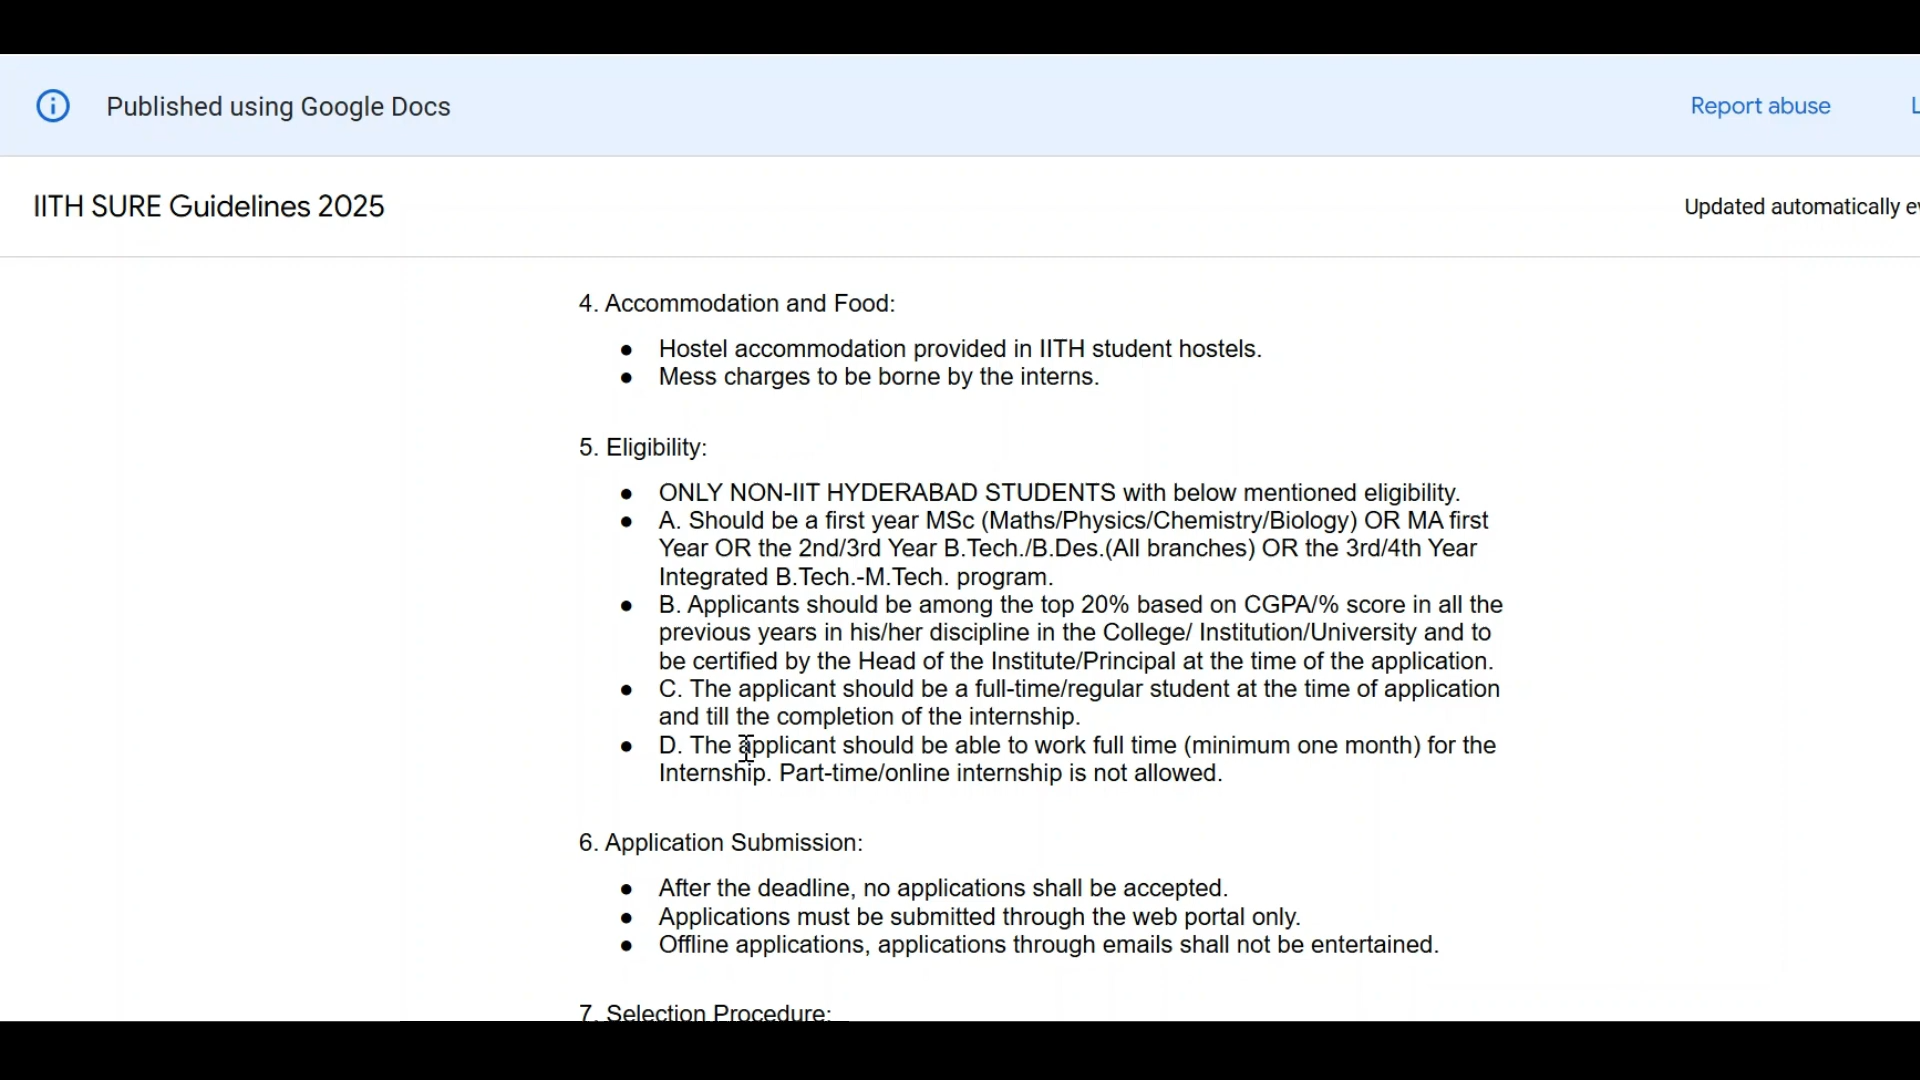 Published using Google Docs
Report abuse
IITH SURE Guidelines 2025
Updated automatically
4. Accommodation and Food:
● Hostel accommodation provided in IITH student hostels.
● Mess charges to be borne by the interns.
5. Eligibility:
● ONLY NON-IIT HYDERABAD STUDENTS with below mentioned eligibility.
● A. Should be a first year MSc (Maths/Physics/Chemistry/Biology) OR MA first
Year OR the 2nd/3rd Year B.Tech./B.Des.(All branches) OR the 3rd/4th Year
Integrated B.Tech.-M.Tech. program.
● B. Applicants should be among the top 20% based on CGPA/% score in all the
previous years in his/her discipline in the College/ Institution/University and to
be certified by the Head of the Institute/Principal at the time of the application.
● C. The applicant should be a full-time/regular student at the time of application
and till the completion of the internship.
● D. The applicant should be able to work full time (minimum one month) for the
Internship. Part-time/online internship is not allowed.
6. Application Submission:
● After the deadline, no applications shall be accepted.
● Applications must be submitted through the web portal only.
● Offline applications, applications through emails shall not be entertained.
7. Selection Procedure: